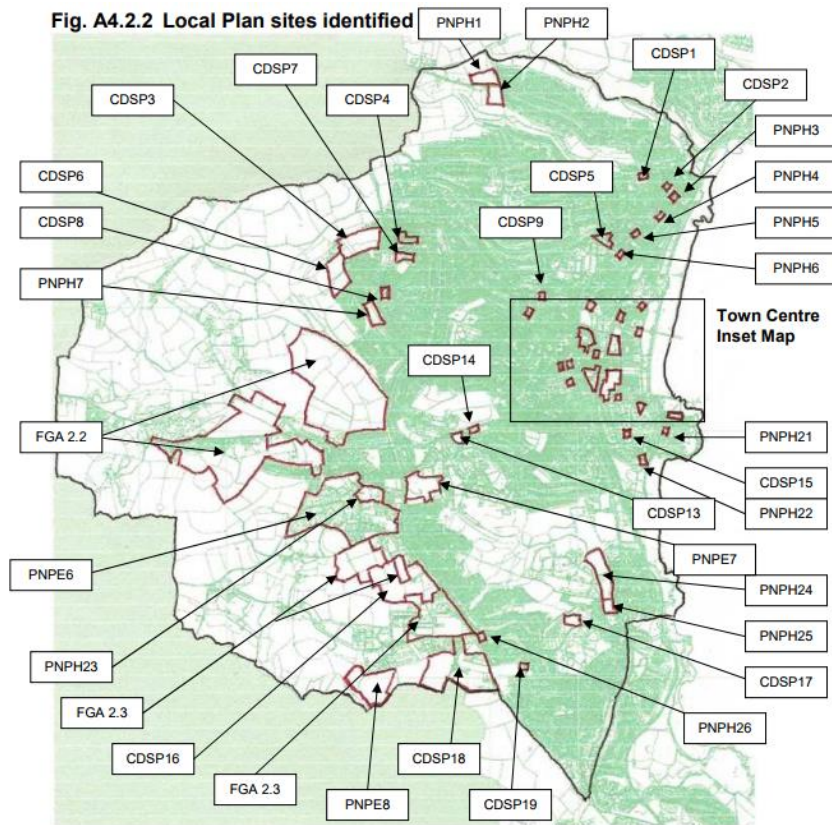 Fig. A4.2.2 Local Plan sites identified
PNPH1
PNPH2
CDSP7
CDSP1
CDSP3
CDSP4
CDSP2
PNPH3
CDSP6
CDSP5
PNPH4
CDSP8
CDSP9
PNPH5
PNPH7
PNPH6
Town Centre
Inset Map
CDSP14
FGA 2.2
PNPH21
CDSP15
CDSP13
PNPH22
PNPE6
PNPE7
PNPH24
PNPH25
PNPH23
CDSP17
FGA 2.3
PNPH26
CDSP16
CDSP18
FGA 2.3
PNPE8
CDSP19